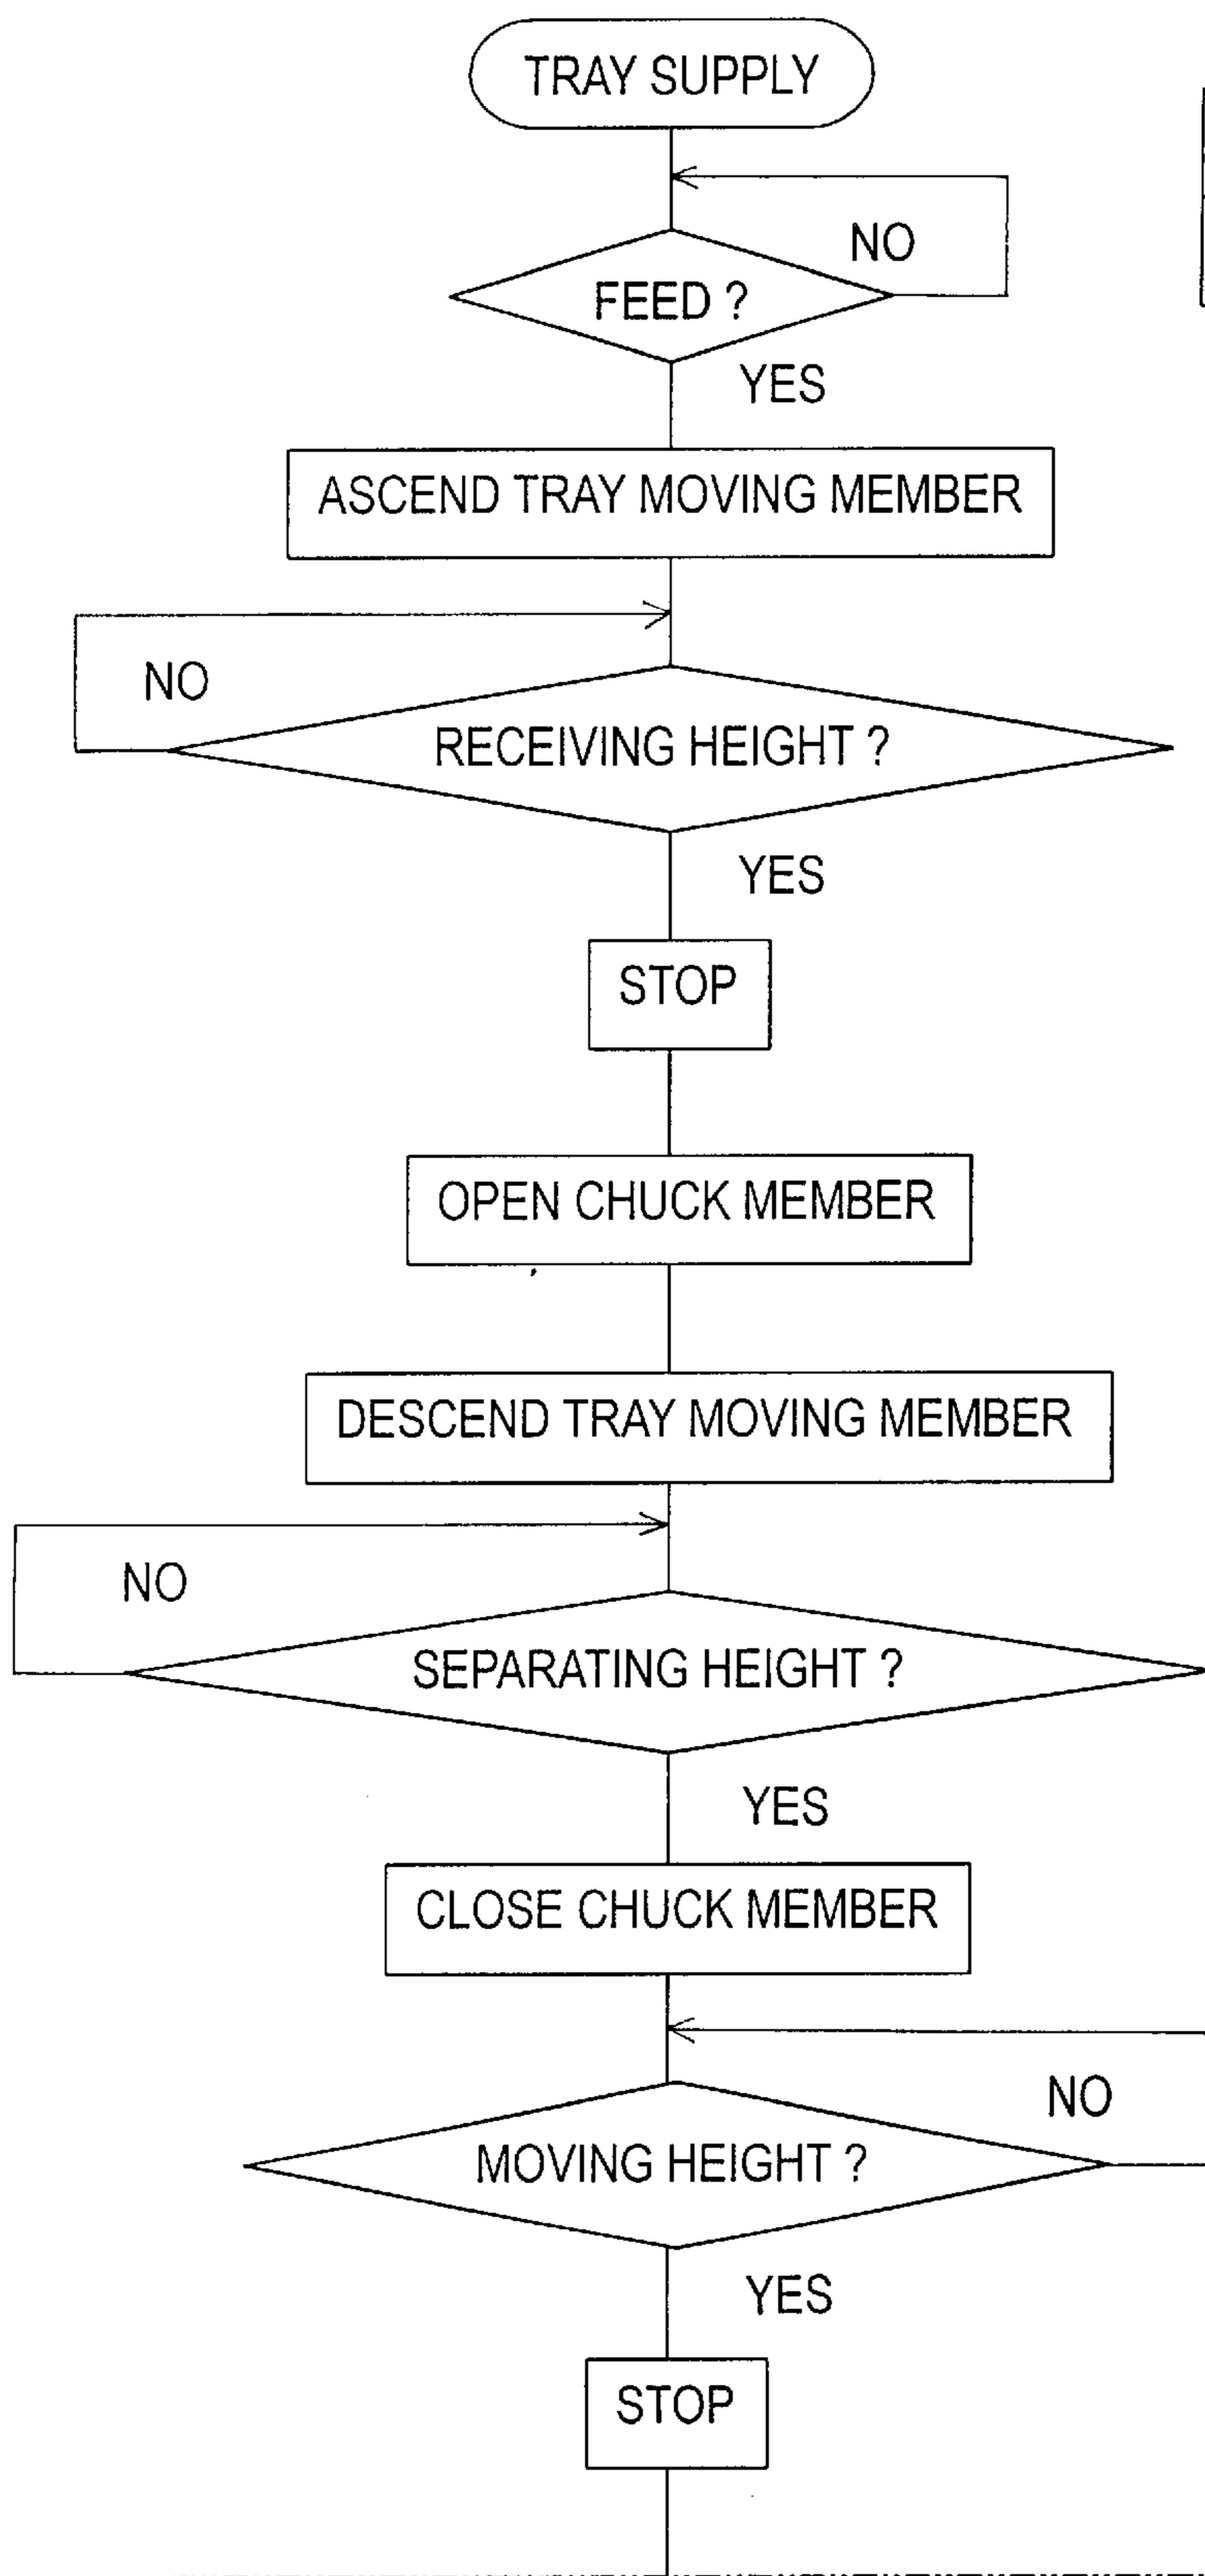 TRAY SUPPLY
NO
FEED ?
YES
ASCEND TRAY MOVING MEMBER
NO
RECEIVING HEIGHT ?
YES
STOP
OPEN CHUCK MEMBER
DESCEND TRAY MOVING MEMBER
NO
SEPARATING HEIGHT ?
YES
CLOSE CHUCK MEMBER
NO
MOVING HEIGHT ?
YES
STOP